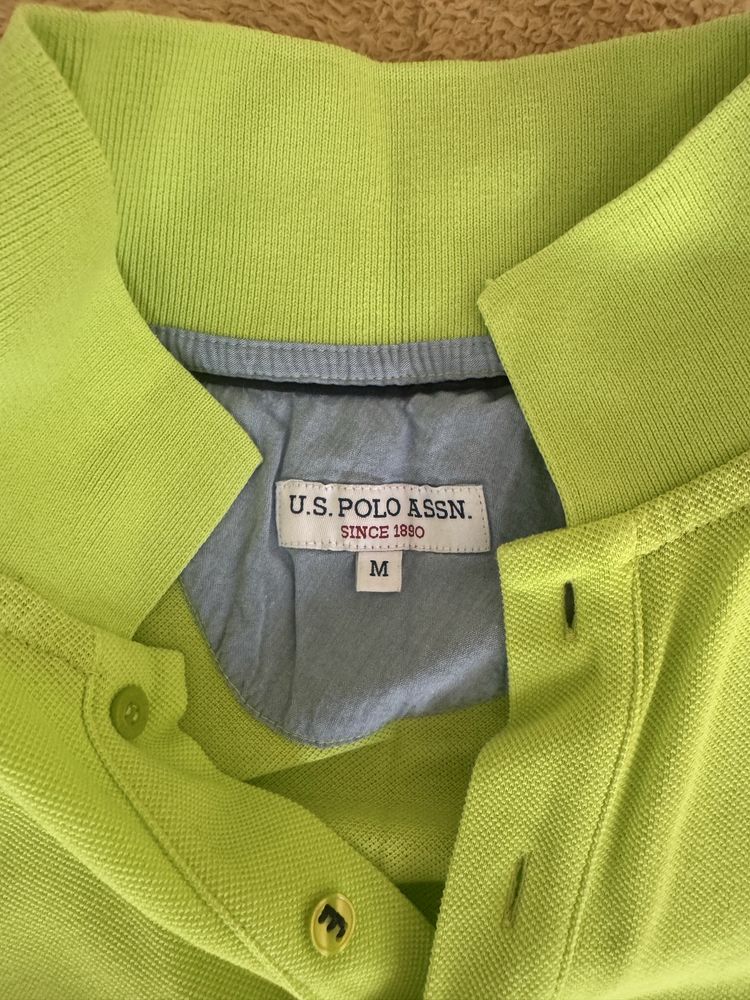 U.S. POLO ASSN.
SINCE 1890
M